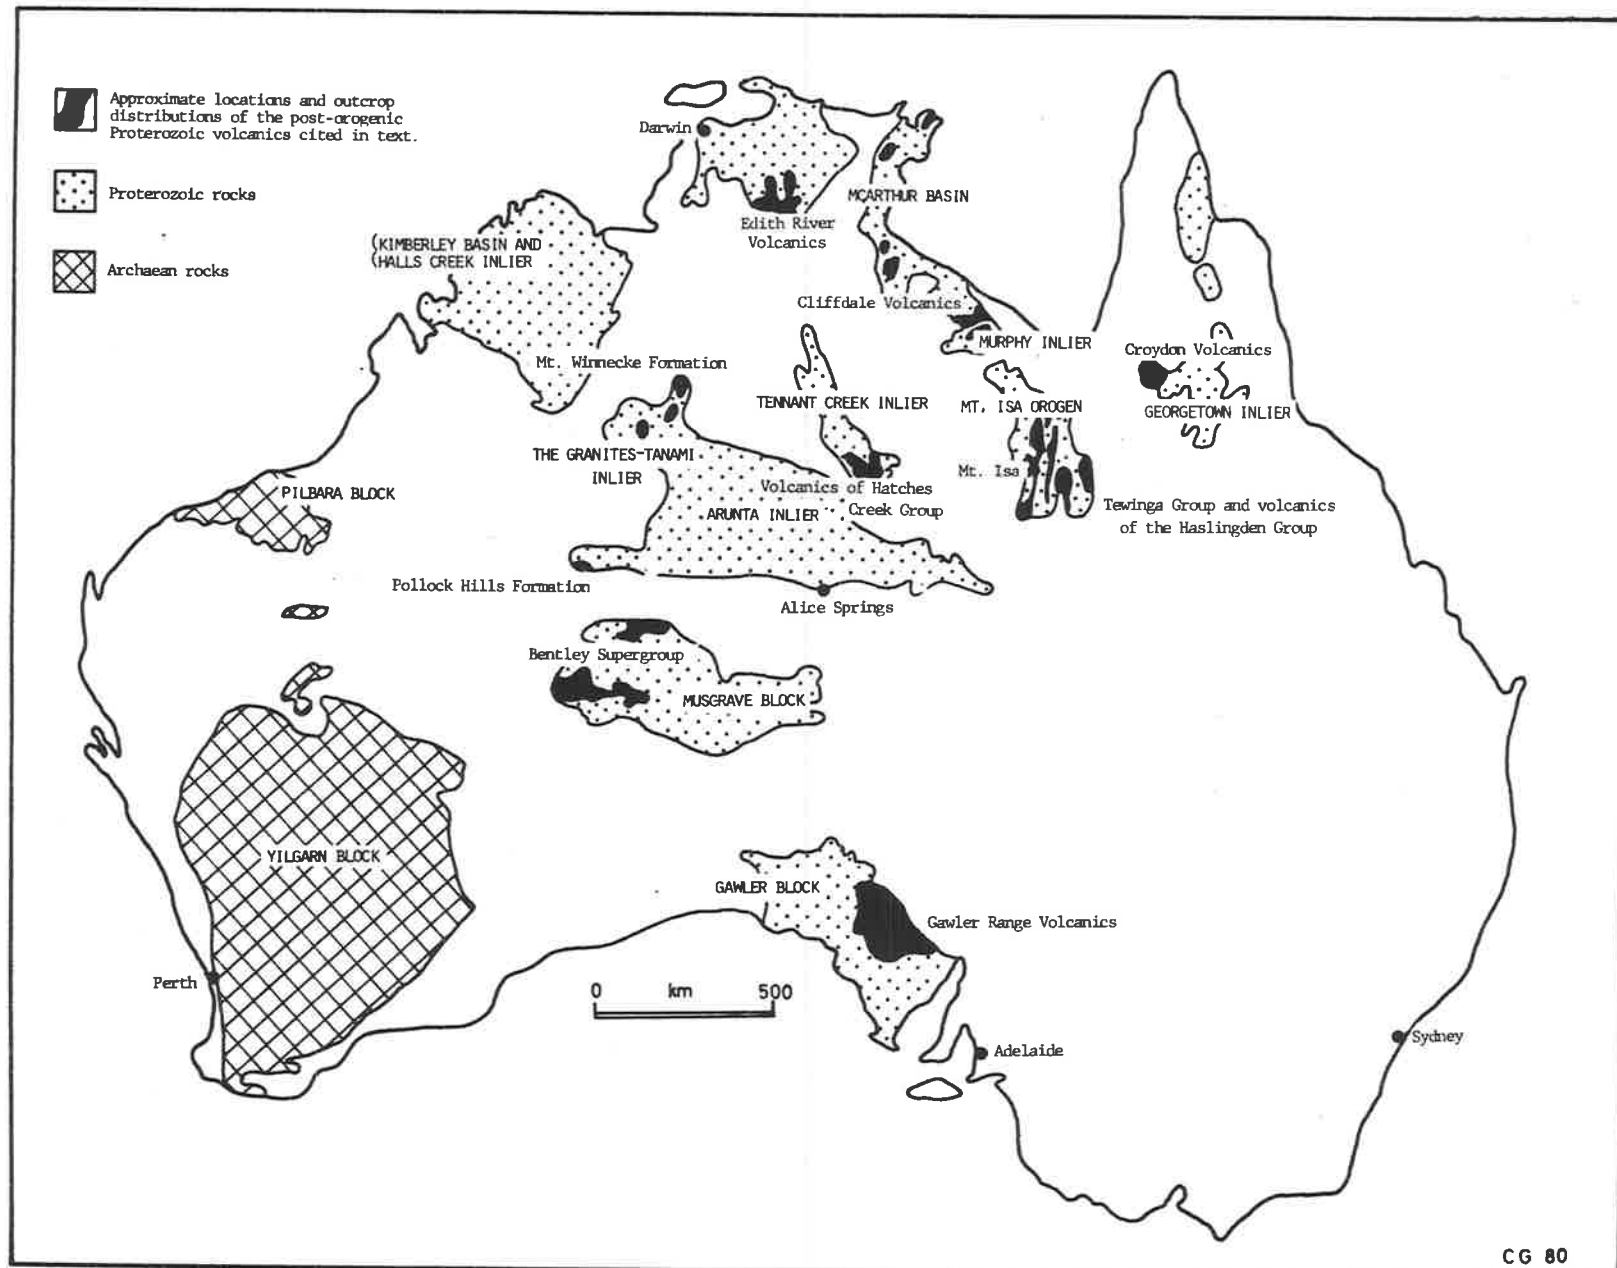 Approximate locations and outcrop
distributions of the post-orogenic
Proterozoic volcanics cited in text.
Proterozoic rocks
Archaean rocks
Darwin
MCARTHUR BASIN
Edith River
Volcanics
(KIMBERLEY BASIN AND
(HALLS CREEK INLIER
Cliffdale Volcanics
MURPHY INLIER
Croydon Volcanics
Mt. Winnecke Formation
TENNANT CREEK INLIER
MT. ISA OROGEN
GEORGETOWN INLIER
THE GRANITES-TANAMI
INLIER
Mt. Isa
PILBARA BLOCK
Volcanics of Hatches
Creek Group
ARUNTA INLIER
Tewinga Group and volcanics
of the Haslingden Group
Pollock Hills Formation
Alice Springs
Bentley Supergroup
MUSGRAVE BLOCK
YILGARN BLOCK
GAWLER BLOCK
Gawler Range Volcanics
Perth
0 km 500
Adelaide
Sydney
CG 80